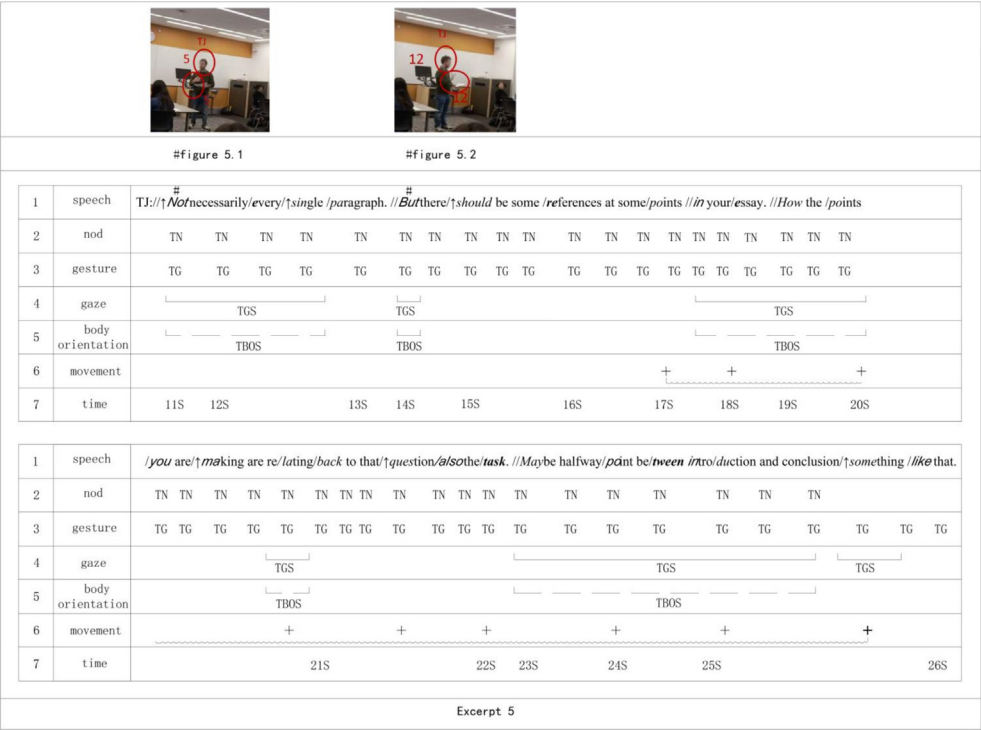 TJ
5
TJ
12
12
#figure 5.1 #figure 5.2
# #
1 speech TJ://↑Not necessarily/every/↑single /paragraph. //But there/↑should be some /references at some/points //in your/essay. //How the /points
2 nod TN TN TN TN TN TN TN TN TN TN TN TN TN TN TN TN TN TN TN TN
3 gesture TG TG TG TG TG TG TG TG TG TG TG TG TG TG TG TG TG TG TG TG
4 gaze TGS TGS TGS
5 body orientation TBOS TBOS TBOS
6 movement + + +
7 time 11S 12S 13S 14S 15S 16S 17S 18S 19S 20S
1 speech /you are/↑making are re/lating/back to that/↑question/alsothe/task. //Maybe halfway/point be/tween intro/duction and conclusion/↑something /like that.
2 nod TN TN TN TN TN TN TN TN TN TN TN TN TN TN TN TN TN TN TN
3 gesture TG TG TG TG TG TG TG TG TG TG TG TG TG TG TG TG TG TG TG TG TG TG
4 gaze TGS TGS TGS
5 body orientation TBOS TBOS
6 movement + + + + + +
7 time 21S 22S 23S 24S 25S 26S
Excerpt 5